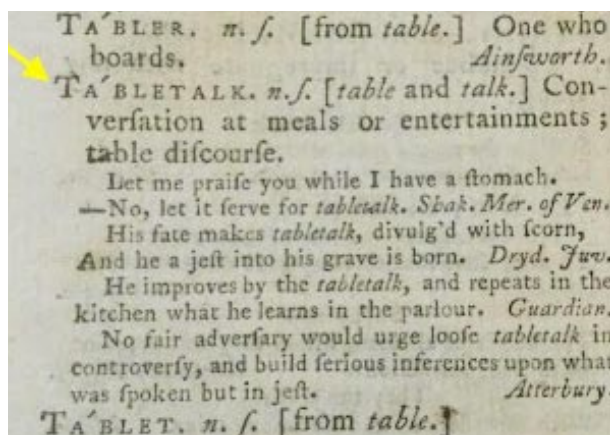 TA´BLER. n. ſ. [from table.] One who
boards. Ainſworth.
TA´BLETALK. n. ſ. [table and talk.] Con-
verſation at meals or entertainments ;
table diſcourſe.
Let me praiſe you while I have a ſtomach.
—No, let it ſerve for tabletalk. Shak. Mer. of Ven.
His fate makes tabletalk, divulg'd with ſcorn,
And he a jeſt into his grave is born. Dryd. Juv.
He improves by the tabletalk, and repeats in the
kitchen what he learns in the parlour. Guardian.
No fair adverſary would urge looſe tabletalk in
controverſy, and build ſerious inferences upon what
was ſpoken but in jeſt. Atterbury.
TA´BLET. n. ſ. [from table.]